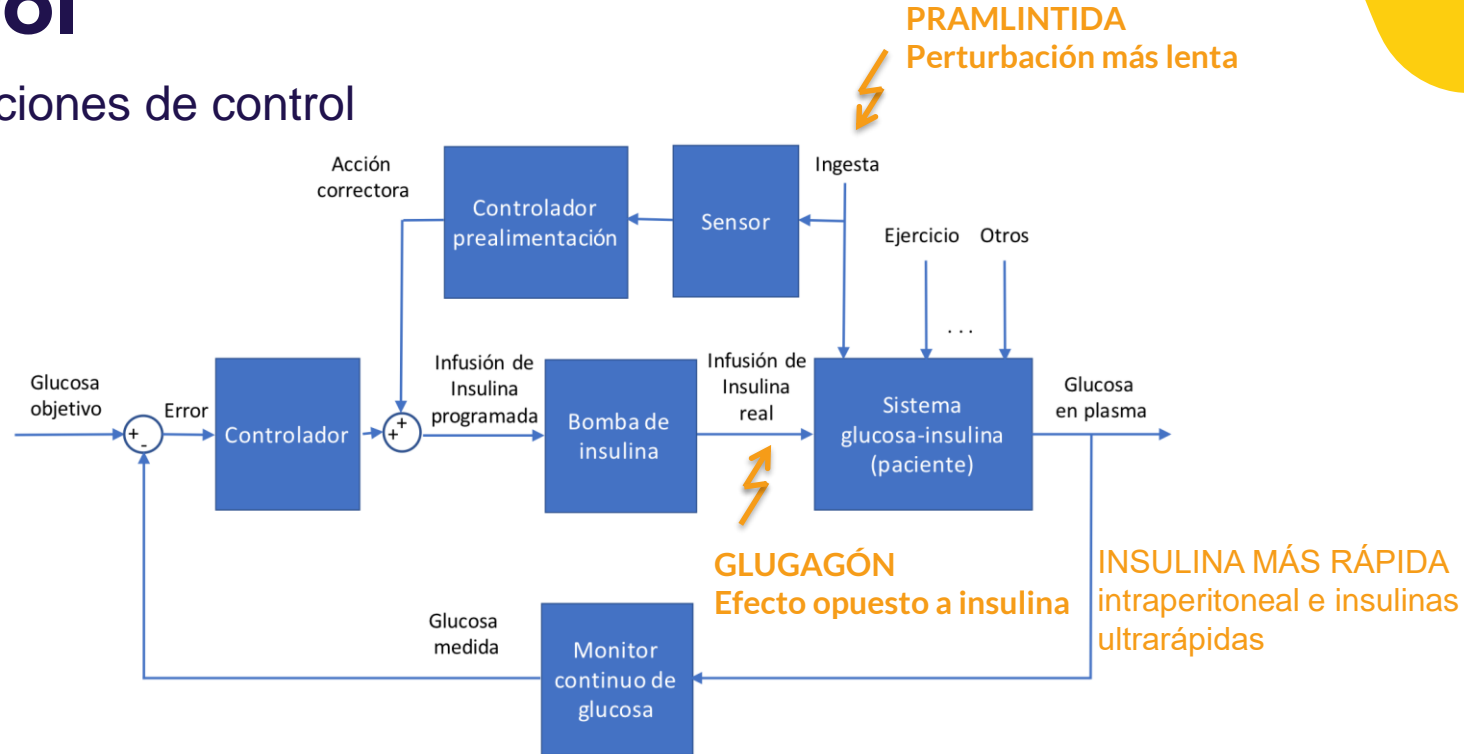 ol
ciones de control
PRAMLINTIDA
Perturbación más lenta
Acción
correctora
Controlador
prealimentación
Sensor
Ingesta
Ejercicio
Otros
. . .
Glucosa
objetivo
+
-
Error
Controlador
+
+
Infusión de
Insulina
programada
Bomba de
insulina
Infusión de
Insulina
real
Sistema
glucosa-insulina
(paciente)
Glucosa
en plasma
GLUGAGÓN
Efecto opuesto a insulina
INSULINA MÁS RÁPIDA
intraperitoneal e insulinas
ultrarápidas
Glucosa
medida
Monitor
continuo de
glucosa